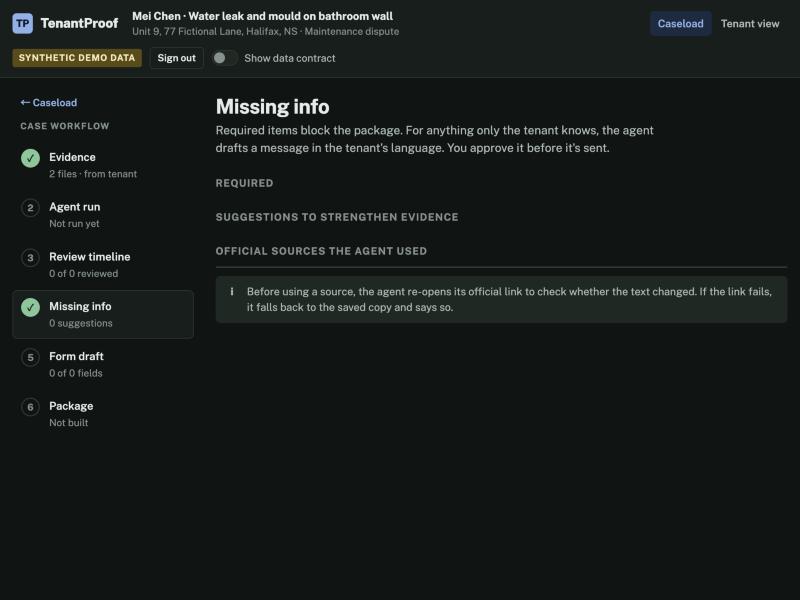 TP TenantProof
Mei Chen · Water leak and mould on bathroom wall
Unit 9, 77 Fictional Lane, Halifax, NS · Maintenance dispute
Caseload
Tenant view
SYNTHETIC DEMO DATA
Sign out
Show data contract
← Caseload
CASE WORKFLOW
✓ Evidence
2 files · from tenant
2 Agent run
Not run yet
3 Review timeline
0 of 0 reviewed
✓ Missing info
0 suggestions
5 Form draft
0 of 0 fields
6 Package
Not built
Missing info
Required items block the package. For anything only the tenant knows, the agent
drafts a message in the tenant's language. You approve it before it's sent.
REQUIRED
SUGGESTIONS TO STRENGTHEN EVIDENCE
OFFICIAL SOURCES THE AGENT USED
i Before using a source, the agent re-opens its official link to check whether the text changed. If the link fails,
it falls back to the saved copy and says so.